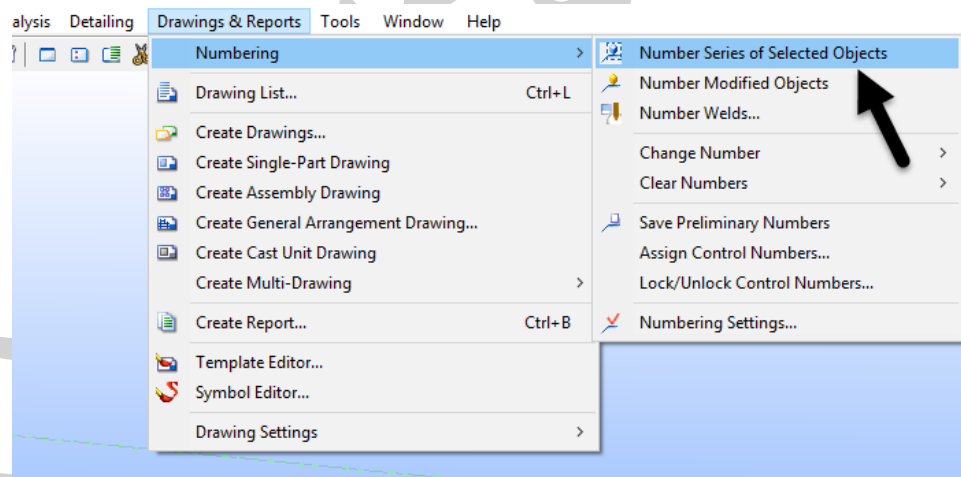 alysis Detailing Drawings & Reports Tools Window Help
Numbering
Drawing List... Ctrl+L
Create Drawings...
Create Single-Part Drawing
Create Assembly Drawing
Create General Arrangement Drawing...
Create Cast Unit Drawing
Create Multi-Drawing
Create Report... Ctrl+B
Template Editor...
Symbol Editor...
Drawing Settings
Number Series of Selected Objects
Number Modified Objects
Number Welds...
Change Number
Clear Numbers
Save Preliminary Numbers
Assign Control Numbers...
Lock/Unlock Control Numbers...
Numbering Settings...